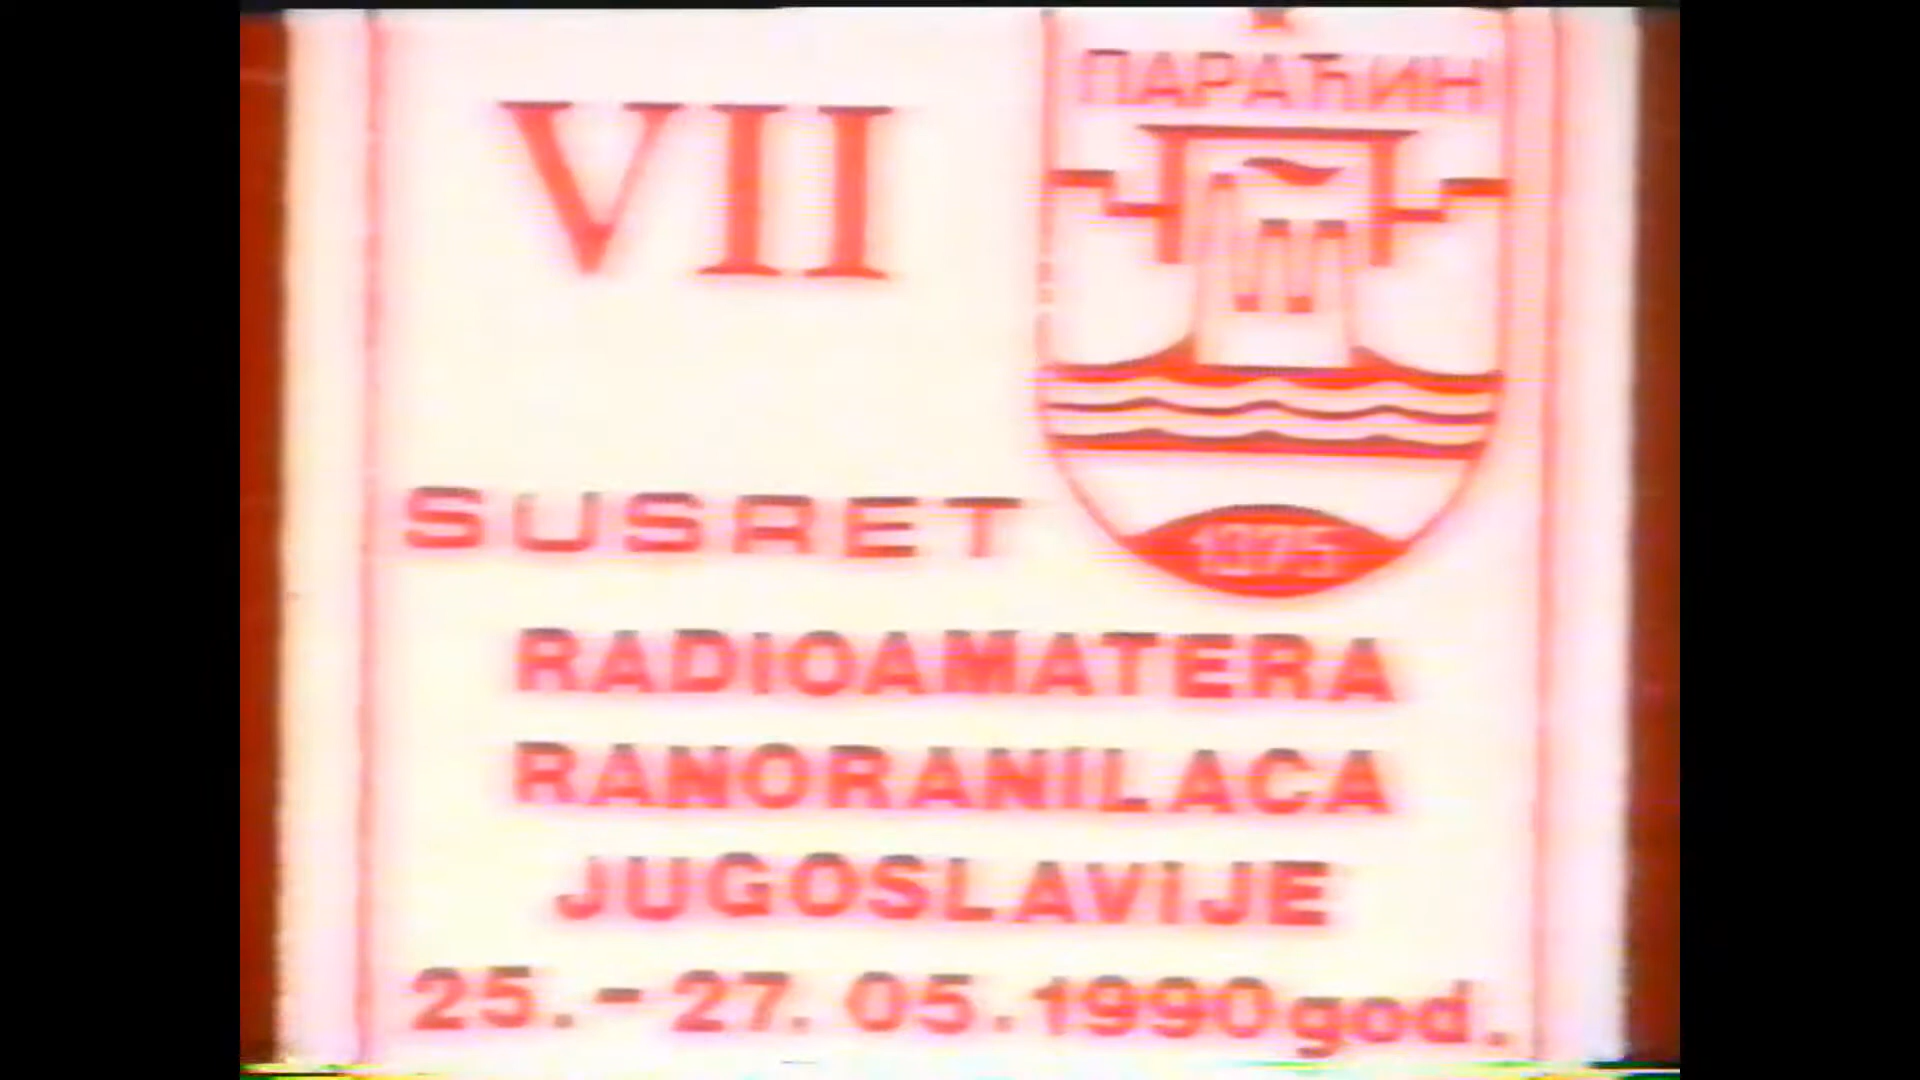 VII
ПАРАЋИН
SUSRET
RADIOAMATERA
RANORANILACA
JUGOSLAVIJE
25.-27.05.1990god.